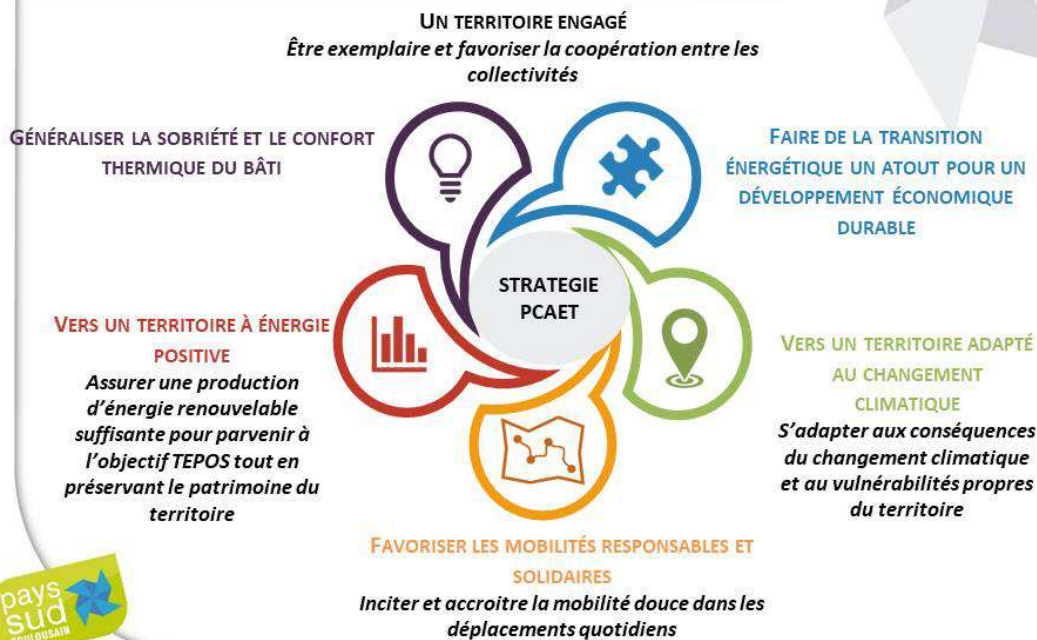 UN TERRITOIRE ENGAGÉ
Être exemplaire et favoriser la coopération entre les
collectivités
GÉNÉRALISER LA SOBRIÉTÉ ET LE CONFORT
THERMIQUE DU BÂTI
FAIRE DE LA TRANSITION
ÉNERGÉTIQUE UN ATOUT POUR UN
DÉVELOPPEMENT ÉCONOMIQUE
DURABLE
STRATEGIE
PCAET
VERS UN TERRITOIRE À ÉNERGIE
POSITIVE
Assurer une production
d'énergie renouvelable
suffisante pour parvenir à
l'objectif TEPOS tout en
préservant le patrimoine du
territoire
VERS UN TERRITOIRE ADAPTÉ
AU CHANGEMENT
CLIMATIQUE
S'adapter aux conséquences
du changement climatique
et au vulnérabilités propres
du territoire
FAVORISER LES MOBILITÉS RESPONSABLES ET
SOLIDAIRES
Inciter et accroitre la mobilité douce dans les
déplacements quotidiens
pays
sud
TOULOUSAIN